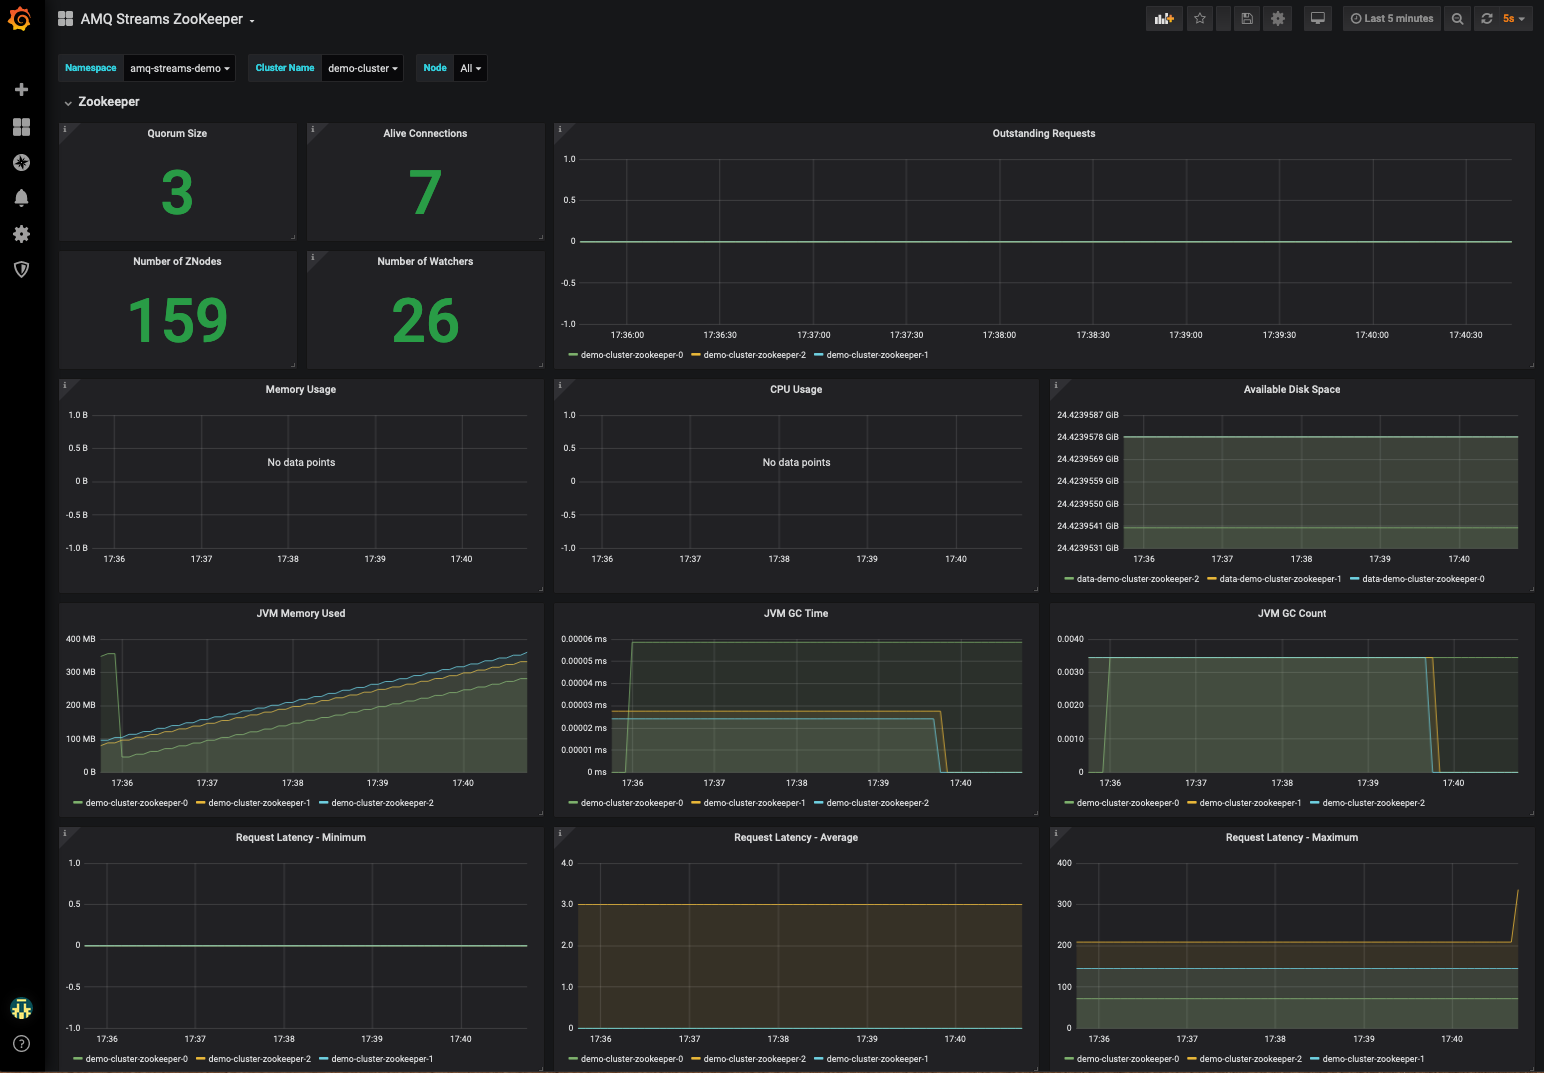 AMQ Streams ZooKeeper
Last 5 minutes
5s
Namespace amq-streams-demo Cluster Name demo-cluster Node All
Zookeeper
Quorum Size
3
Alive Connections
7
Outstanding Requests
1.0
0.5
0
-0.5
-1.0
17:36:00 17:36:30 17:37:00 17:37:30 17:38:00 17:38:30 17:39:00 17:39:30 17:40:00 17:40:30
demo-cluster-zookeeper-0 demo-cluster-zookeeper-2 demo-cluster-zookeeper-1
Number of ZNodes
159
Number of Watchers
26
Memory Usage
1.0 B
0.5 B
0 B
-0.5 B
-1.0 B
No data points
17:36 17:37 17:38 17:39 17:40
CPU Usage
1.0
0.5
0
-0.5
-1.0
No data points
17:36 17:37 17:38 17:39 17:40
Available Disk Space
24.4239587 GiB
24.4239578 GiB
24.4239569 GiB
24.4239559 GiB
24.4239550 GiB
24.4239541 GiB
24.4239531 GiB
17:36 17:37 17:38 17:39 17:40
data-demo-cluster-zookeeper-2 data-demo-cluster-zookeeper-1 data-demo-cluster-zookeeper-0
JVM Memory Used
400 MB
300 MB
200 MB
100 MB
0 B
17:36 17:37 17:38 17:39 17:40
demo-cluster-zookeeper-0 demo-cluster-zookeeper-1 demo-cluster-zookeeper-2
JVM GC Time
0.00006 ms
0.00005 ms
0.00004 ms
0.00003 ms
0.00002 ms
0.00001 ms
0 ms
17:36 17:37 17:38 17:39 17:40
demo-cluster-zookeeper-0 demo-cluster-zookeeper-1 demo-cluster-zookeeper-2
JVM GC Count
0.0040
0.0030
0.0020
0.0010
0
17:36 17:37 17:38 17:39 17:40
demo-cluster-zookeeper-0 demo-cluster-zookeeper-1 demo-cluster-zookeeper-2
Request Latency - Minimum
1.0
0.5
0
-0.5
-1.0
17:36 17:37 17:38 17:39 17:40
demo-cluster-zookeeper-0 demo-cluster-zookeeper-2 demo-cluster-zookeeper-1
Request Latency - Average
4.0
3.0
2.0
1.0
0
17:36 17:37 17:38 17:39 17:40
demo-cluster-zookeeper-0 demo-cluster-zookeeper-2 demo-cluster-zookeeper-1
Request Latency - Maximum
400
300
200
100
0
17:36 17:37 17:38 17:39 17:40
demo-cluster-zookeeper-0 demo-cluster-zookeeper-2 demo-cluster-zookeeper-1